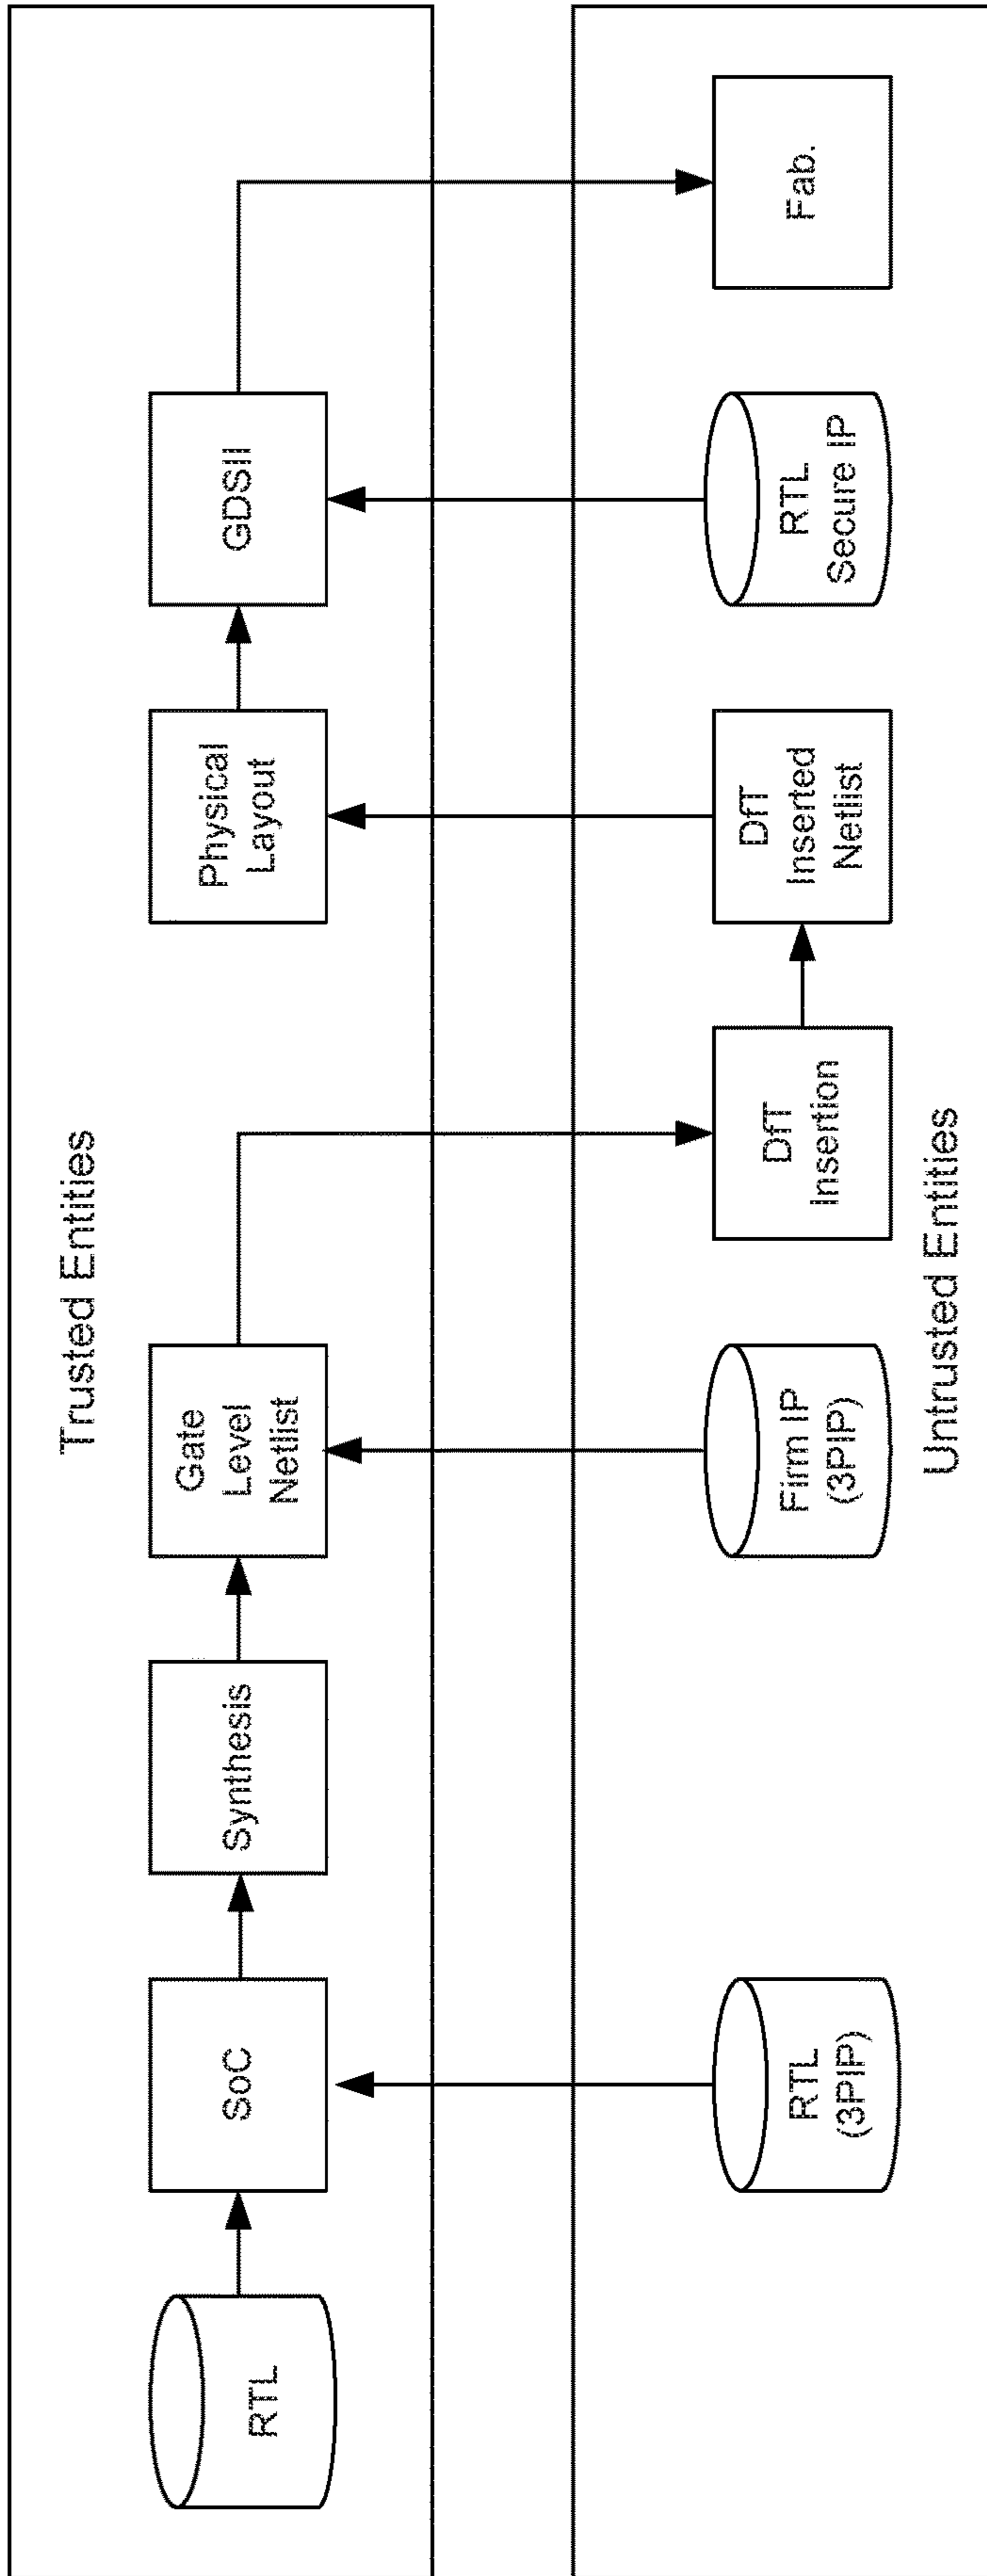 Trusted Entities
RTL
SoC
Synthesis
Gate
Level
Netlist
Physical
Layout
GDSII
RTL
(3PIP)
Firm IP
(3PIP)
DfT
Insertion
DfT
Inserted
Netlist
RTL
Secure IP
Fab.
Untrusted Entities